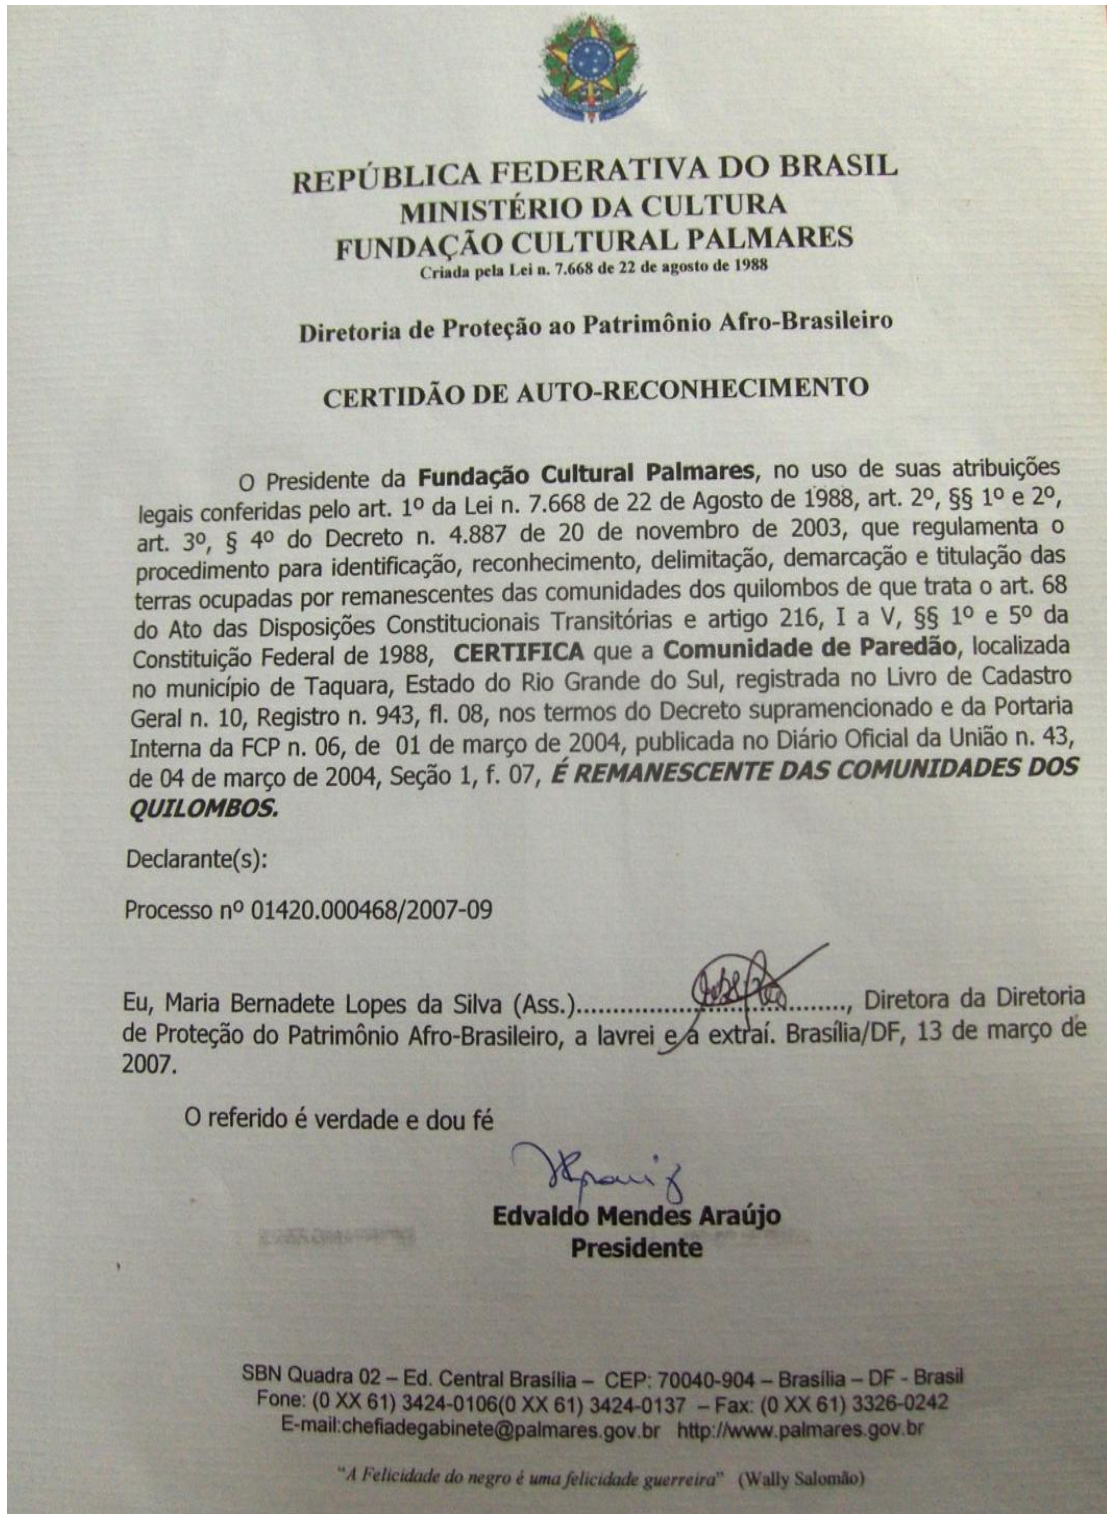 REPÚBLICA FEDERATIVA DO BRASIL
MINISTÉRIO DA CULTURA
FUNDAÇÃO CULTURAL PALMARES
Criada pela Lei n. 7.668 de 22 de agosto de 1988
Diretoria de Proteção ao Patrimônio Afro-Brasileiro
CERTIDÃO DE AUTO-RECONHECIMENTO
O Presidente da Fundação Cultural Palmares, no uso de suas atribuições
legais conferidas pelo art. 1º da Lei n. 7.668 de 22 de Agosto de 1988, art. 2º, §§ 1º e 2º,
art. 3º, § 4º do Decreto n. 4.887 de 20 de novembro de 2003, que regulamenta o
procedimento para identificação, reconhecimento, delimitação, demarcação e titulação das
terras ocupadas por remanescentes das comunidades dos quilombos de que trata o art. 68
do Ato das Disposições Constitucionais Transitórias e artigo 216, I a V, §§ 1º e 5º da
Constituição Federal de 1988, CERTIFICA que a Comunidade de Paredão, localizada
no município de Taquara, Estado do Rio Grande do Sul, registrada no Livro de Cadastro
Geral n. 10, Registro n. 943, fl. 08, nos termos do Decreto supramencionado e da Portaria
Interna da FCP n. 06, de 01 de março de 2004, publicada no Diário Oficial da União n. 43,
de 04 de março de 2004, Seção 1, f. 07, É REMANESCENTE DAS COMUNIDADES DOS
QUILOMBOS.
Declarante(s):
Processo nº 01420.000468/2007-09
Eu, Maria Bernadete Lopes da Silva (Ass.)........................................, Diretora da Diretoria
de Proteção do Patrimônio Afro-Brasileiro, a lavrei e a extraí. Brasília/DF, 13 de março de
2007.
O referido é verdade e dou fé
Edvaldo Mendes Araújo
Presidente
SBN Quadra 02 – Ed. Central Brasília – CEP: 70040-904 – Brasília – DF - Brasil
Fone: (0 XX 61) 3424-0106(0 XX 61) 3424-0137 – Fax: (0 XX 61) 3326-0242
E-mail:chefiadegabinete@palmares.gov.br http://www.palmares.gov.br
"A Felicidade do negro é uma felicidade guerreira" (Wally Salomão)